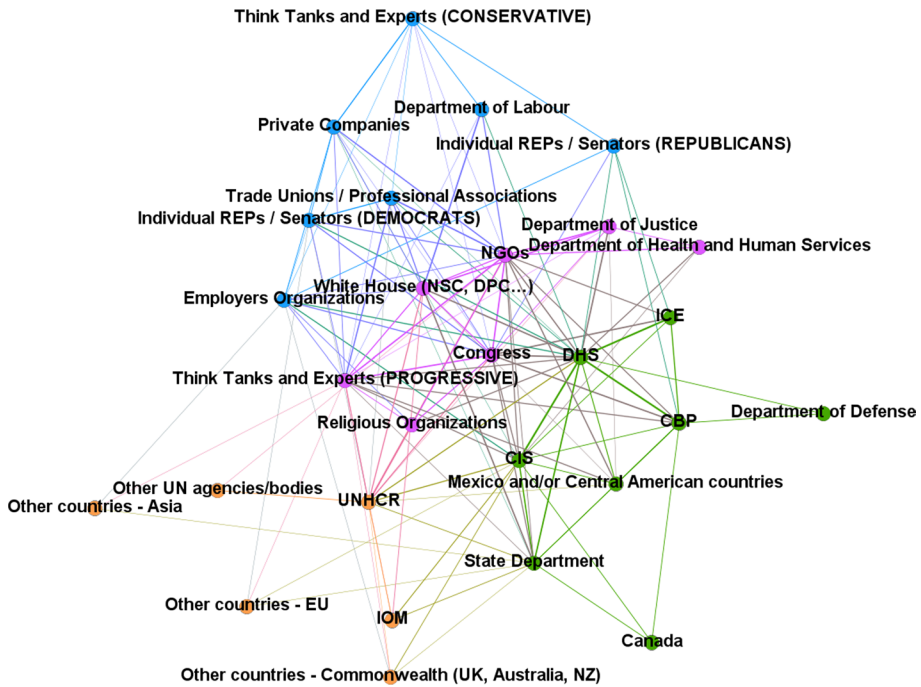 Think Tanks and Experts (CONSERVATIVE)
Department of Labour
Private Companies
Individual REPs / Senators (REPUBLICANS)
Trade Unions / Professional Associations
Individual REPs / Senators (DEMOCRATS)
Department of Justice
Department of Health and Human Services
NGOs
White House (NSC, DPC...)
Employers Organizations
ICE
Congress
DHS
Think Tanks and Experts (PROGRESSIVE)
Department of Defense
Religious Organizations
CBP
CIS
Mexico and/or Central American countries
Other UN agencies/bodies
UNHCR
Other countries - Asia
State Department
Other countries - EU
IOM
Canada
Other countries - Commonwealth (UK, Australia, NZ)